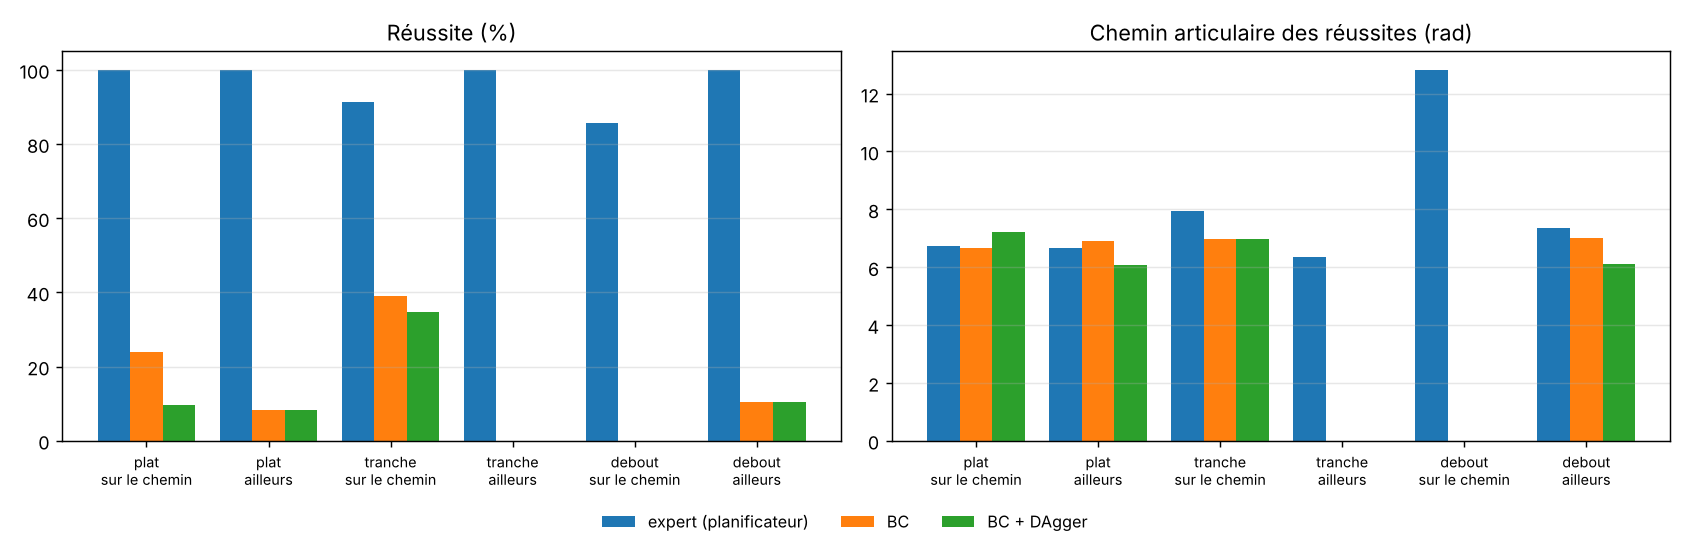 Réussite (%)
100
80
60
40
20
0
plat
sur le chemin
plat
ailleurs
tranche
sur le chemin
tranche
ailleurs
debout
sur le chemin
debout
ailleurs
Chemin articulaire des réussites (rad)
12
10
8
6
4
2
0
plat
sur le chemin
plat
ailleurs
tranche
sur le chemin
tranche
ailleurs
debout
sur le chemin
debout
ailleurs
expert (planificateur)
BC
BC + DAgger